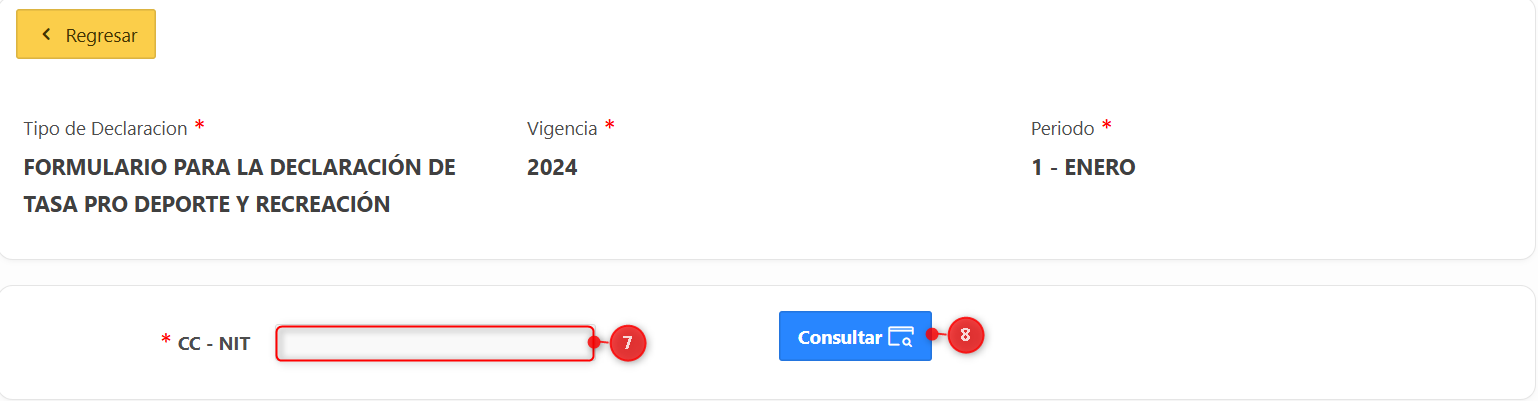 Regresar
Tipo de Declaracion * Vigencia * Periodo *
FORMULARIO PARA LA DECLARACIÓN DE 2024 1 - ENERO
TASA PRO DEPORTE Y RECREACIÓN
* CC - NIT 7 Consultar 8